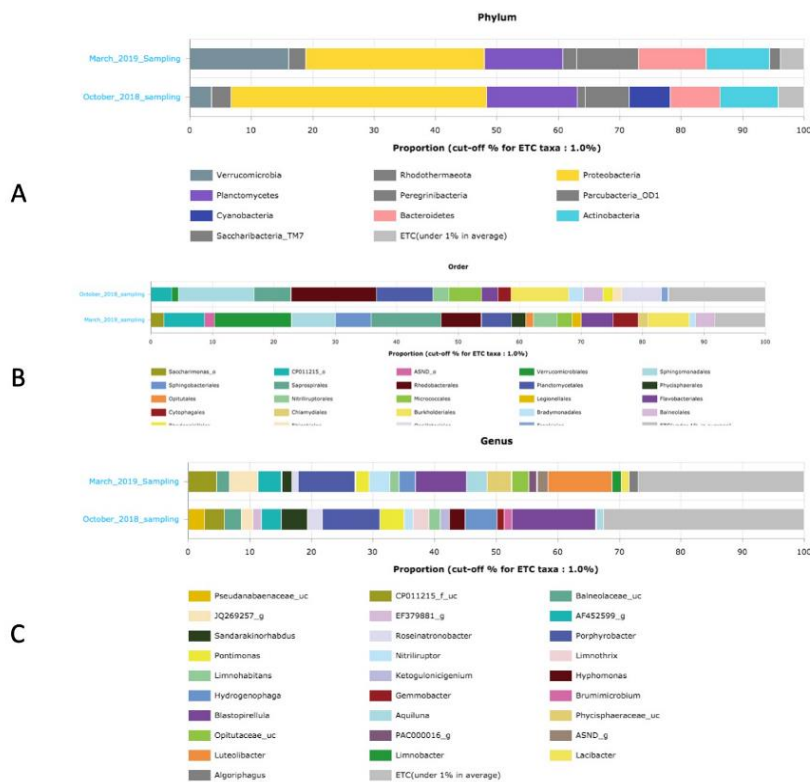 Phylum
March_2019_Sampling
October_2018_sampling
0 10 20 30 40 50 60 70 80 90 100
Proportion (cut-off % for ETC taxa : 1.0%)
A
Verrucomicrobia Rhodothermaeota Proteobacteria
Planctomycetes Peregrinibacteria Parcubacteria_OD1
Cyanobacteria Bacteroidetes Actinobacteria
Saccharibacteria_TM7 ETC(under 1% in average)
Order
October_2018_sampling
March_2019_sampling
0 10 20 30 40 50 60 70 80 90 100
Proportion (cut-off % for ETC taxa : 1.0%)
B
Saccharimonas_o CP011215_o ASND_o Verrucomicrobiales Sphingomonadales
Sphingobacteriales Saprospirales Rhodobacterales Planctomycetales Phycisphaerales
Opitutales Nitriliruptorales Micrococcales Legionellales Flavobacteriales
Cytophagales Chlamydiales Burkholderiales Bradymonadales Balneolales
Genus
March_2019_Sampling
October_2018_sampling
0 10 20 30 40 50 60 70 80 90 100
Proportion (cut-off % for ETC taxa : 1.0%)
C
Pseudanabaenaceae_uc CP011215_f_uc Balneolaceae_uc
JQ269257_g EF379881_g AF452599_g
Sandarakinorhabdus Roseinatronobacter Porphyrobacter
Pontimonas Nitriliruptor Limnothrix
Limnohabitans Ketogulonicigenium Hyphomonas
Hydrogenophaga Gemmobacter Brumimicrobium
Blastopirellula Aquiluna Phycisphaeraceae_uc
Opitutaceae_uc PAC000016_g ASND_g
Luteolibacter Limnobacter Lacibacter
Algoriphagus ETC(under 1% in average)